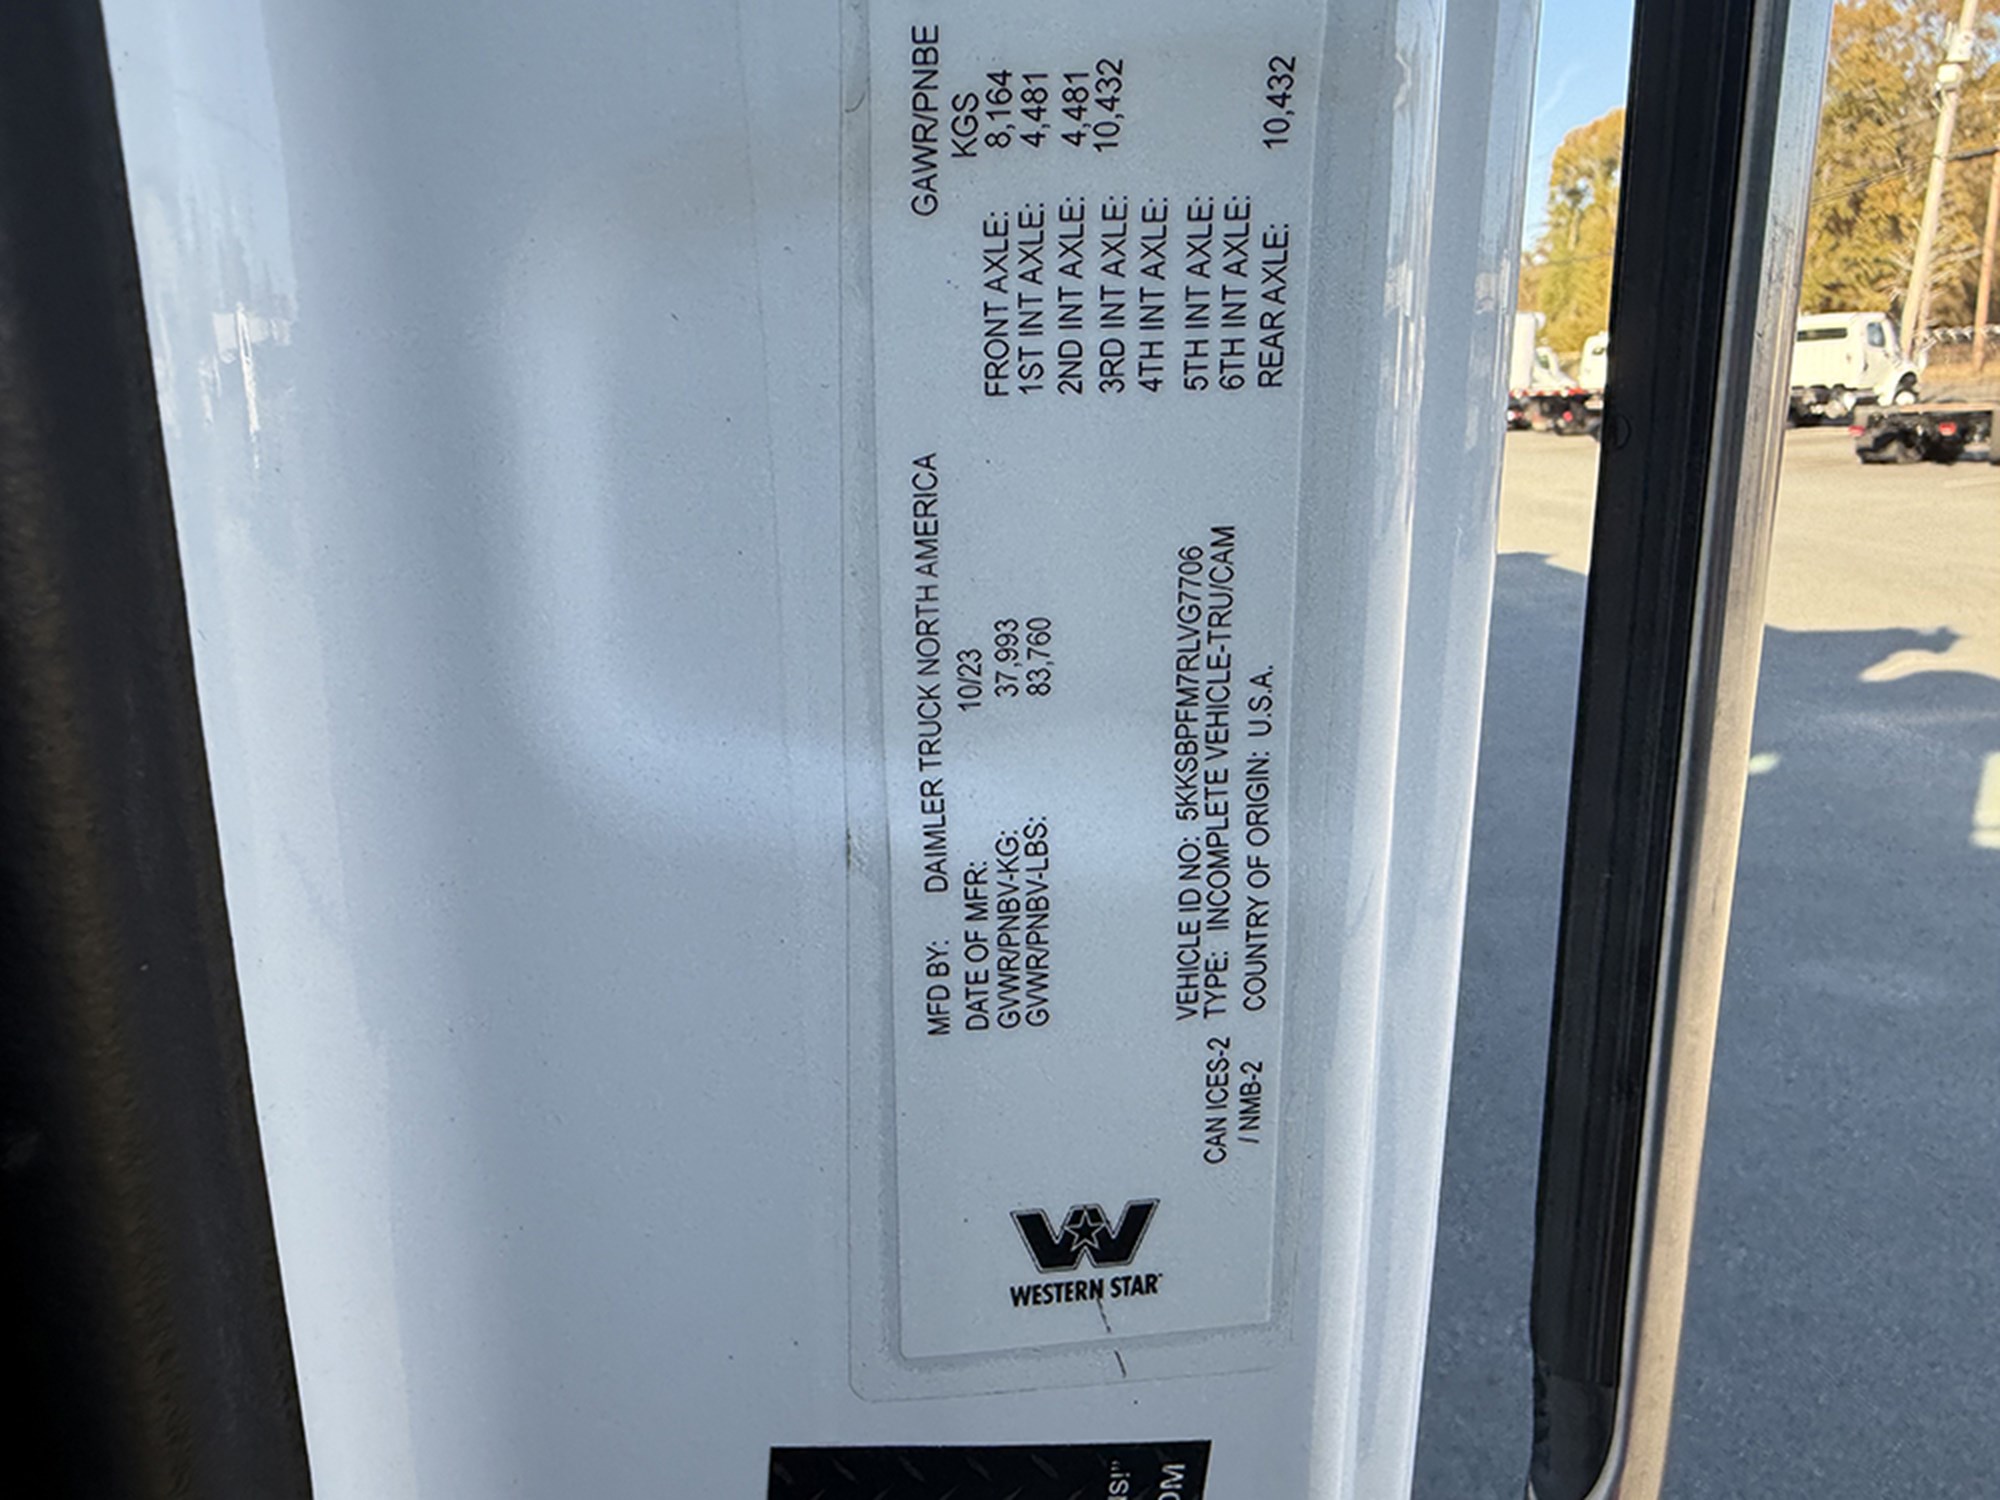 MFD BY: DAIMLER TRUCK NORTH AMERICA
DATE OF MFR: 10/23
GVWR/PNBV-KG: 37,993
GVWR/PNBV-LBS: 83,760
GAWR/PNBE
KGS
FRONT AXLE: 8,164
1ST INT AXLE: 4,481
2ND INT AXLE: 4,481
3RD INT AXLE: 10,432
4TH INT AXLE:
5TH INT AXLE:
6TH INT AXLE:
REAR AXLE: 10,432
VEHICLE ID NO: 5KKSBPFM7RLVG7706
CAN ICES-2 TYPE: INCOMPLETE VEHICLE-TRU/CAM
/ NMB-2 COUNTRY OF ORIGIN: U.S.A.
WESTERN STAR